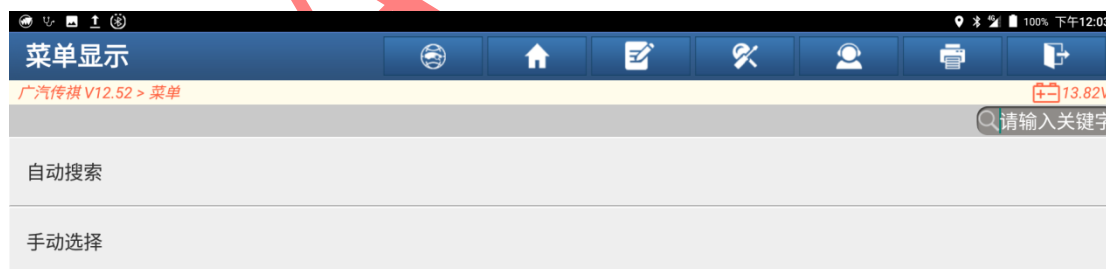 100% 下午12:03
菜单显示
广汽传祺 V12.52 > 菜单
13.82V
请输入关键字
自动搜索
手动选择